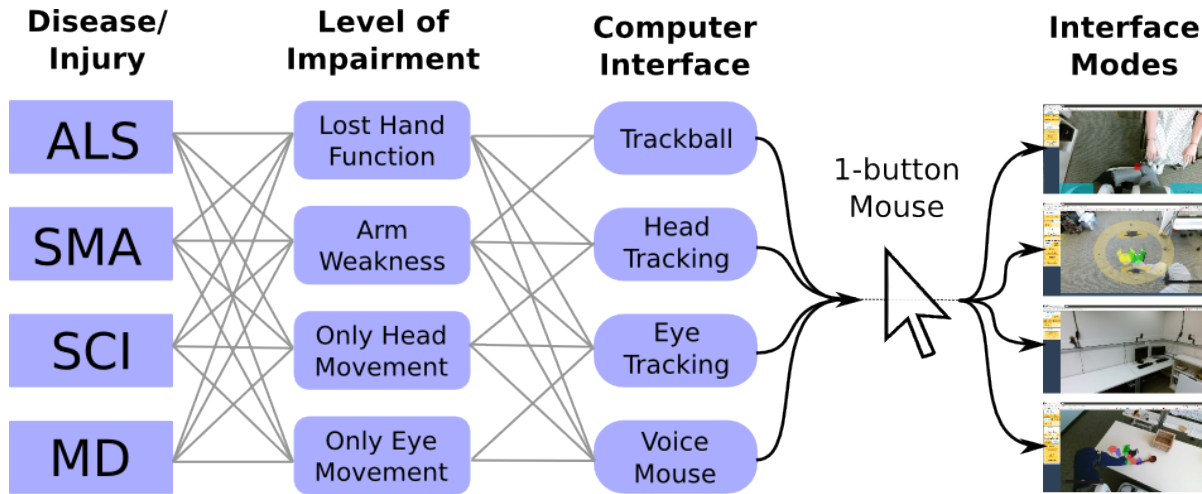 Disease/
Injury
Level of
Impairment
Computer
Interface
Interface
Modes
ALS
SMA
SCI
MD
Lost Hand
Function
Arm
Weakness
Only Head
Movement
Only Eye
Movement
Trackball
Head
Tracking
Eye
Tracking
Voice
Mouse
1-button
Mouse